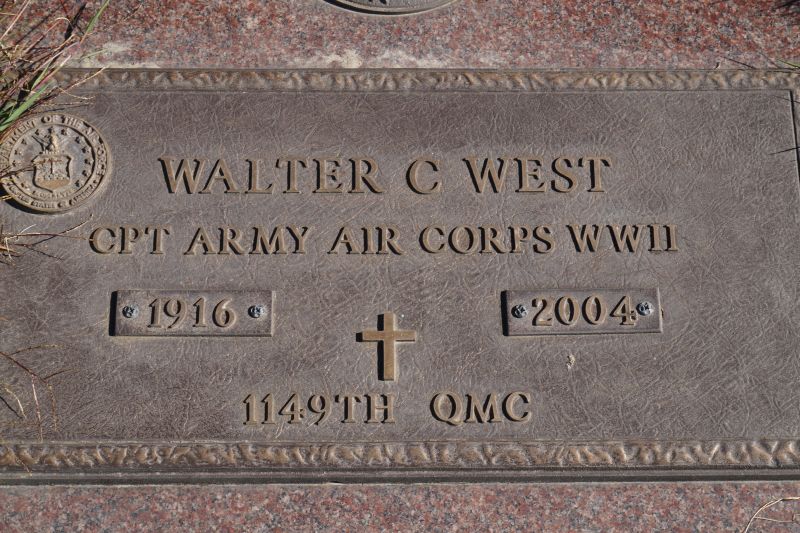 WALTER C WEST
CPT ARMY AIR CORPS WWII
1916 2004
1149TH QMC